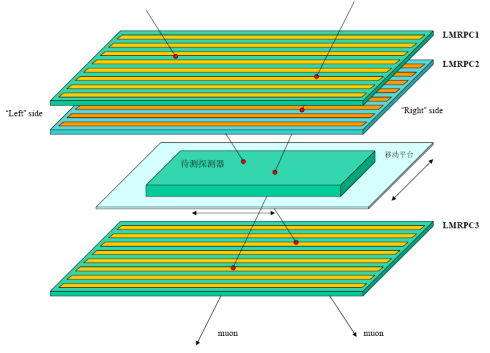 LMRPC1
LMRPC2
“Left” side
“Right” side
待测探测器
移动平台
LMRPC3
muon
muon